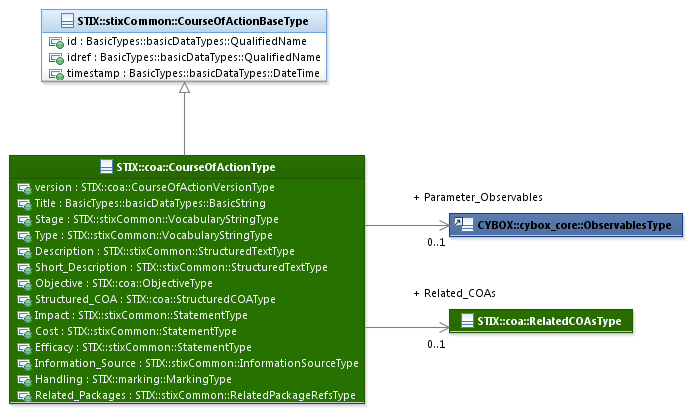 STIX::stixCommon::CourseOfActionBaseType
id : BasicTypes::basicDataTypes::QualifiedName
idref : BasicTypes::basicDataTypes::QualifiedName
timestamp : BasicTypes::basicDataTypes::DateTime
STIX::coa::CourseOfActionType
version : STIX::coa::CourseOfActionVersionType
Title : BasicTypes::basicDataTypes::BasicString
Stage : STIX::stixCommon::VocabularyStringType
Type : STIX::stixCommon::VocabularyStringType
Description : STIX::stixCommon::StructuredTextType
Short_Description : STIX::stixCommon::StructuredTextType
Objective : STIX::coa::ObjectiveType
Structured_COA : STIX::coa::StructuredCOAType
Impact : STIX::stixCommon::StatementType
Cost : STIX::stixCommon::StatementType
Efficacy : STIX::stixCommon::StatementType
Information_Source : STIX::stixCommon::InformationSourceType
Handling : STIX::marking::MarkingType
Related_Packages : STIX::stixCommon::RelatedPackageRefsType
+ Parameter_Observables
0..1
CYBOX::cybox_core::ObservablesType
+ Related_COAs
0..1
STIX::coa::RelatedCOAsType